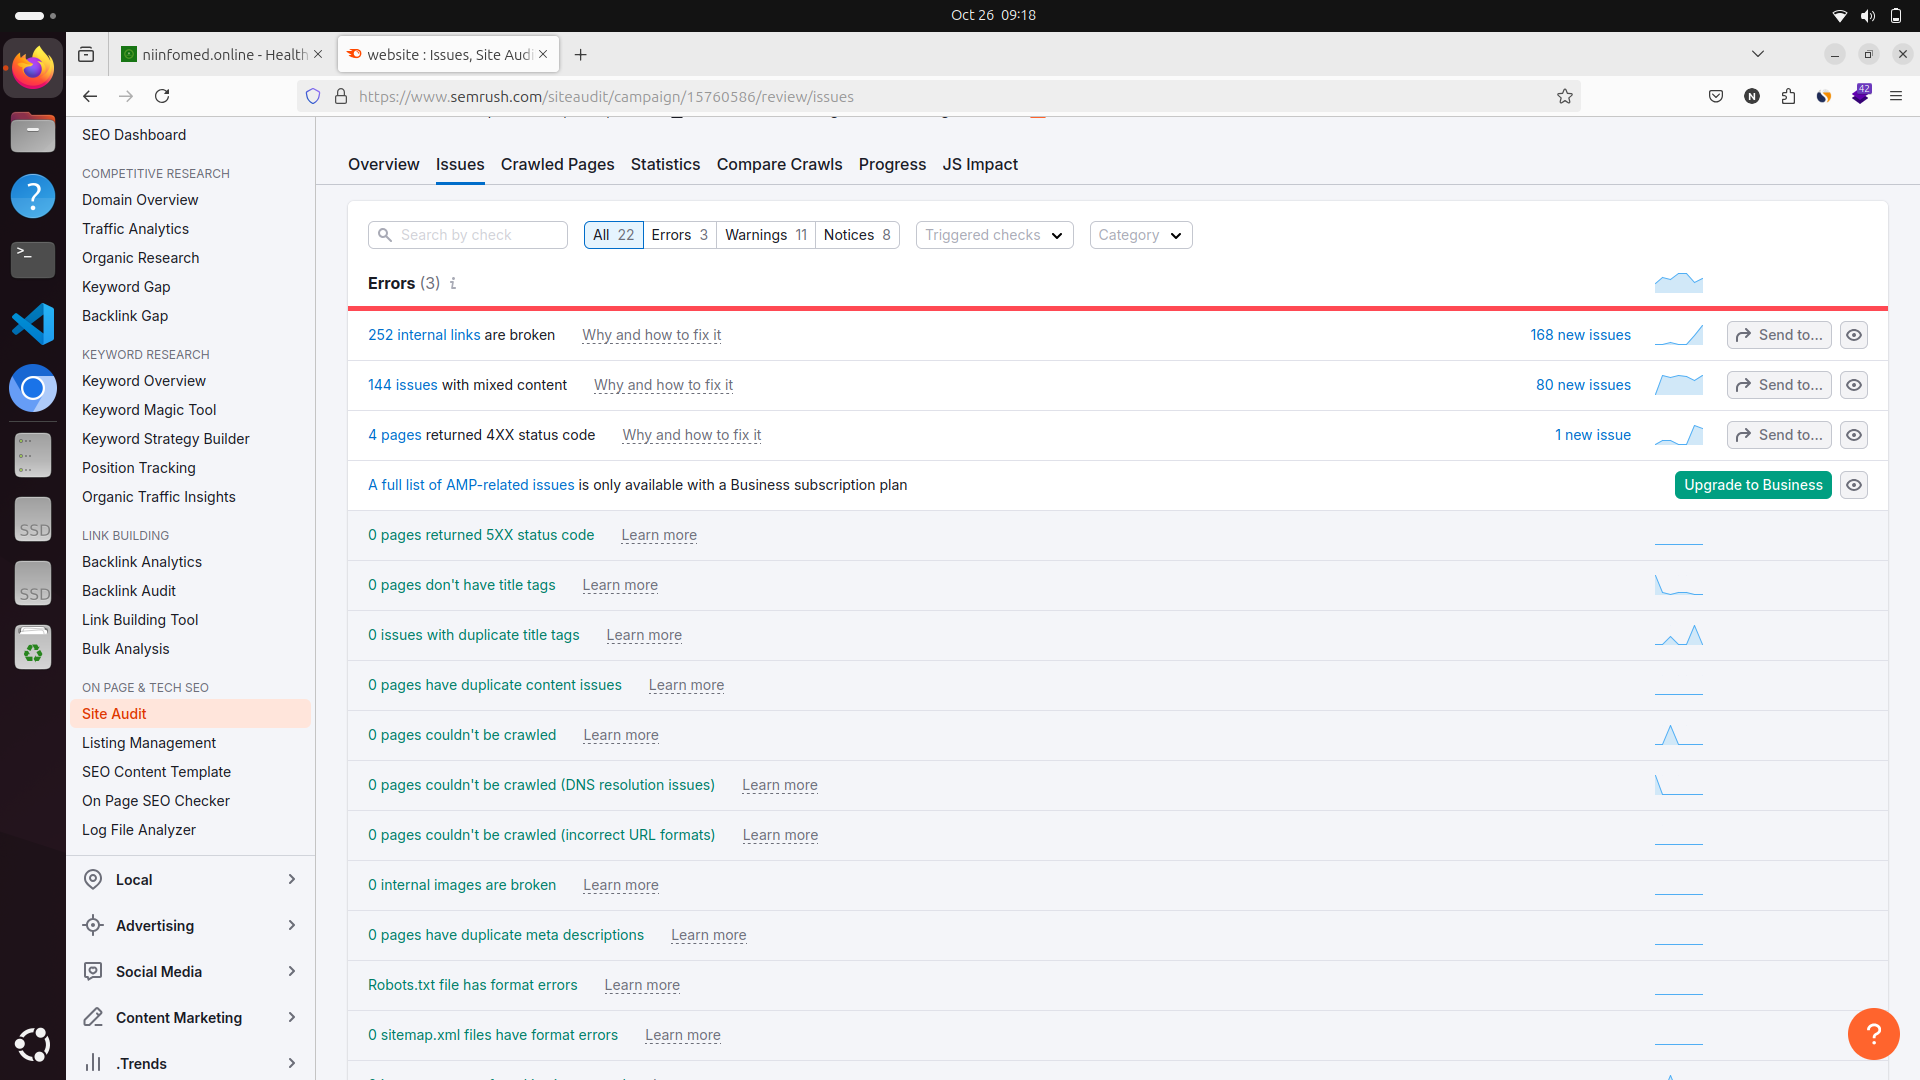 Oct 26 09:18
niinfomed.online - Health
website : Issues, Site Audi
https://www.semrush.com/siteaudit/campaign/15760586/review/issues
N
42
SEO Dashboard
COMPETITIVE RESEARCH
Domain Overview
Traffic Analytics
Organic Research
Keyword Gap
Backlink Gap
KEYWORD RESEARCH
Keyword Overview
Keyword Magic Tool
Keyword Strategy Builder
Position Tracking
Organic Traffic Insights
LINK BUILDING
Backlink Analytics
Backlink Audit
Link Building Tool
Bulk Analysis
ON PAGE & TECH SEO
Site Audit
Listing Management
SEO Content Template
On Page SEO Checker
Log File Analyzer
Local
Advertising
Social Media
Content Marketing
.Trends
SSD
SSD
Overview Issues Crawled Pages Statistics Compare Crawls Progress JS Impact
Search by check All 22 Errors 3 Warnings 11 Notices 8 Triggered checks Category
Errors (3)
252 internal links are broken Why and how to fix it 168 new issues Send to...
144 issues with mixed content Why and how to fix it 80 new issues Send to...
4 pages returned 4XX status code Why and how to fix it 1 new issue Send to...
A full list of AMP-related issues is only available with a Business subscription plan Upgrade to Business
0 pages returned 5XX status code Learn more
0 pages don't have title tags Learn more
0 issues with duplicate title tags Learn more
0 pages have duplicate content issues Learn more
0 pages couldn't be crawled Learn more
0 pages couldn't be crawled (DNS resolution issues) Learn more
0 pages couldn't be crawled (incorrect URL formats) Learn more
0 internal images are broken Learn more
0 pages have duplicate meta descriptions Learn more
Robots.txt file has format errors Learn more
0 sitemap.xml files have format errors Learn more
?